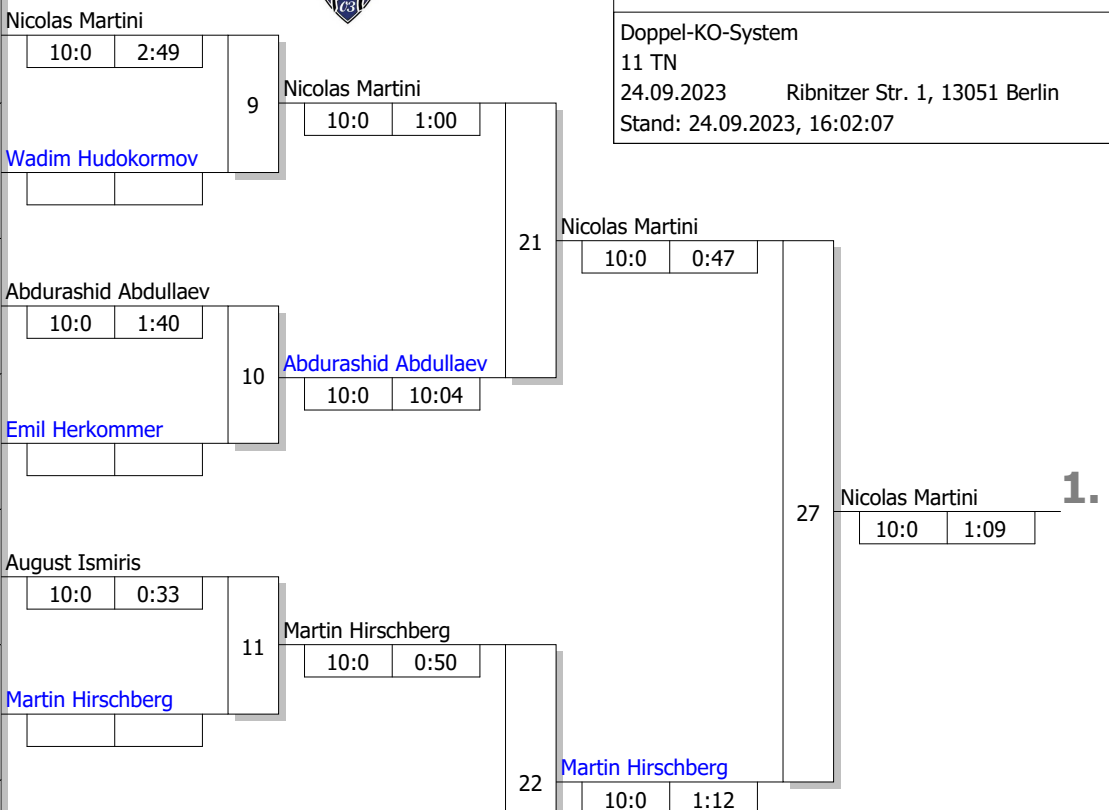 C3
Doppel-KO-System
11 TN
24.09.2023 Ribnitzer Str. 1, 13051 Berlin
Stand: 24.09.2023, 16:02:07
Nicolas Martini
10:0 2:49
9
Wadim Hudokormov
Nicolas Martini
10:0 1:00
Abdurashid Abdullaev
10:0 1:40
10
Emil Herkommer
Abdurashid Abdullaev
10:0 10:04
21
Nicolas Martini
10:0 0:47
August Ismiris
10:0 0:33
11
Martin Hirschberg
Martin Hirschberg
10:0 0:50
22
Martin Hirschberg
10:0 1:12
27
Nicolas Martini
10:0 1:09
1.